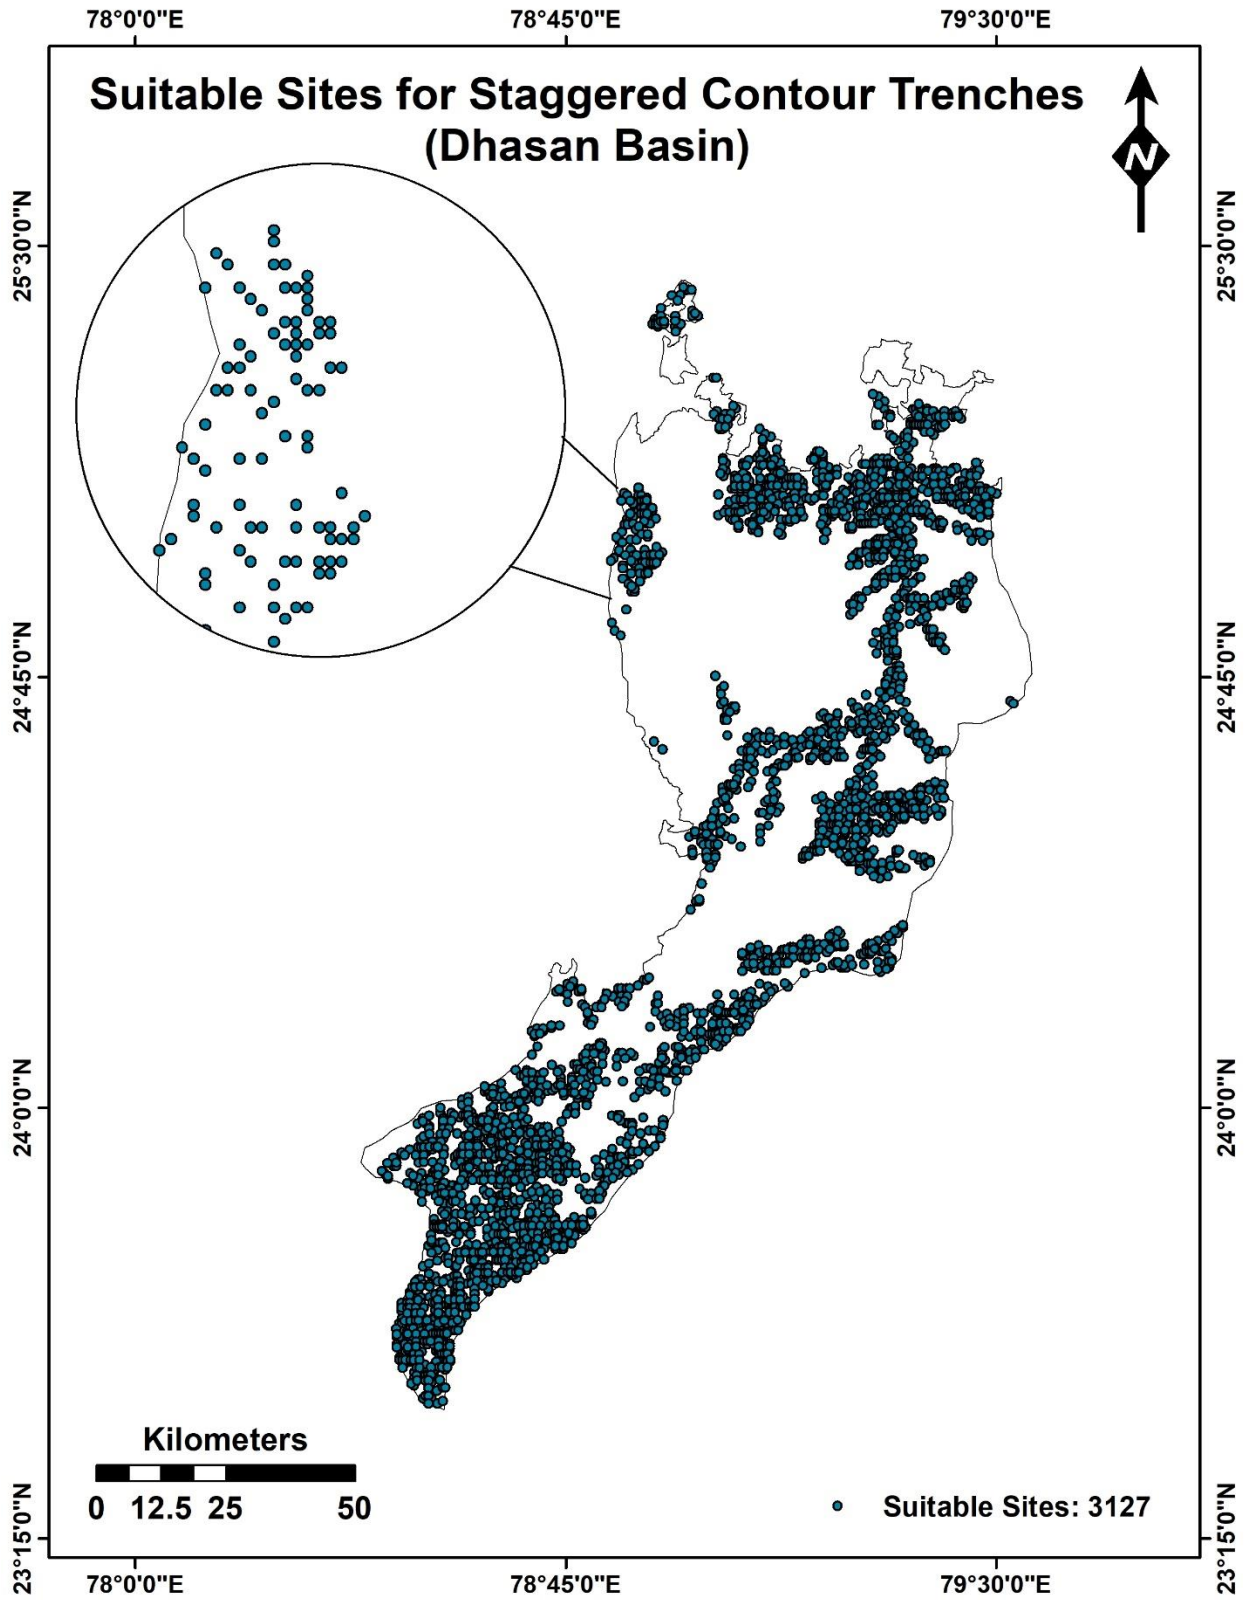 78°0'0"E 78°45'0"E 79°30'0"E
Suitable Sites for Staggered Contour Trenches
(Dhasan Basin)
N
25°30'0"N 25°30'0"N
24°45'0"N 24°45'0"N
24°0'0"N 24°0'0"N
23°15'0"N 23°15'0"N
Kilometers
0 12.5 25 50
Suitable Sites: 3127
78°0'0"E 78°45'0"E 79°30'0"E